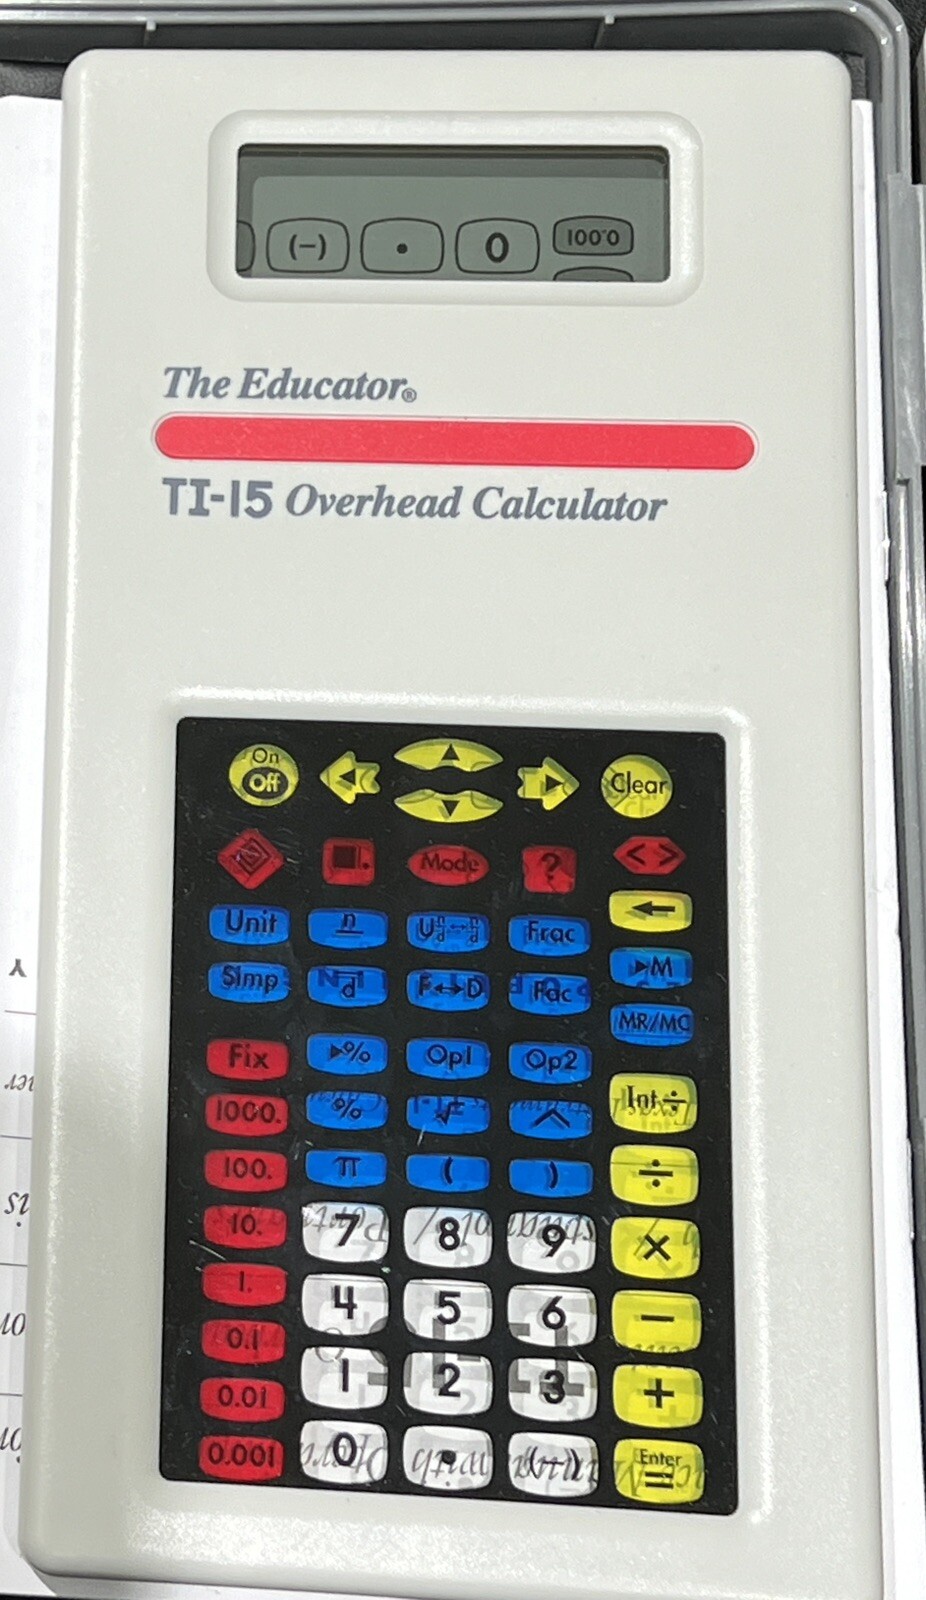 (–) • 0 100˙0
The Educator®
TI-15 Overhead Calculator
On
Off
Clear
Mode ? < >
Unit n U n/d↔n/d Frac ←
Simp d F↔D Fac ▸M
MR/MC
Fix ▸% Op1 Op2
1000. % √ ^ Int÷
100. π ( ) ÷
10. 7 8 9 ×
1. 4 5 6 −
0.1 1 2 3 +
0.01
0.001 0 . (−) Enter
=